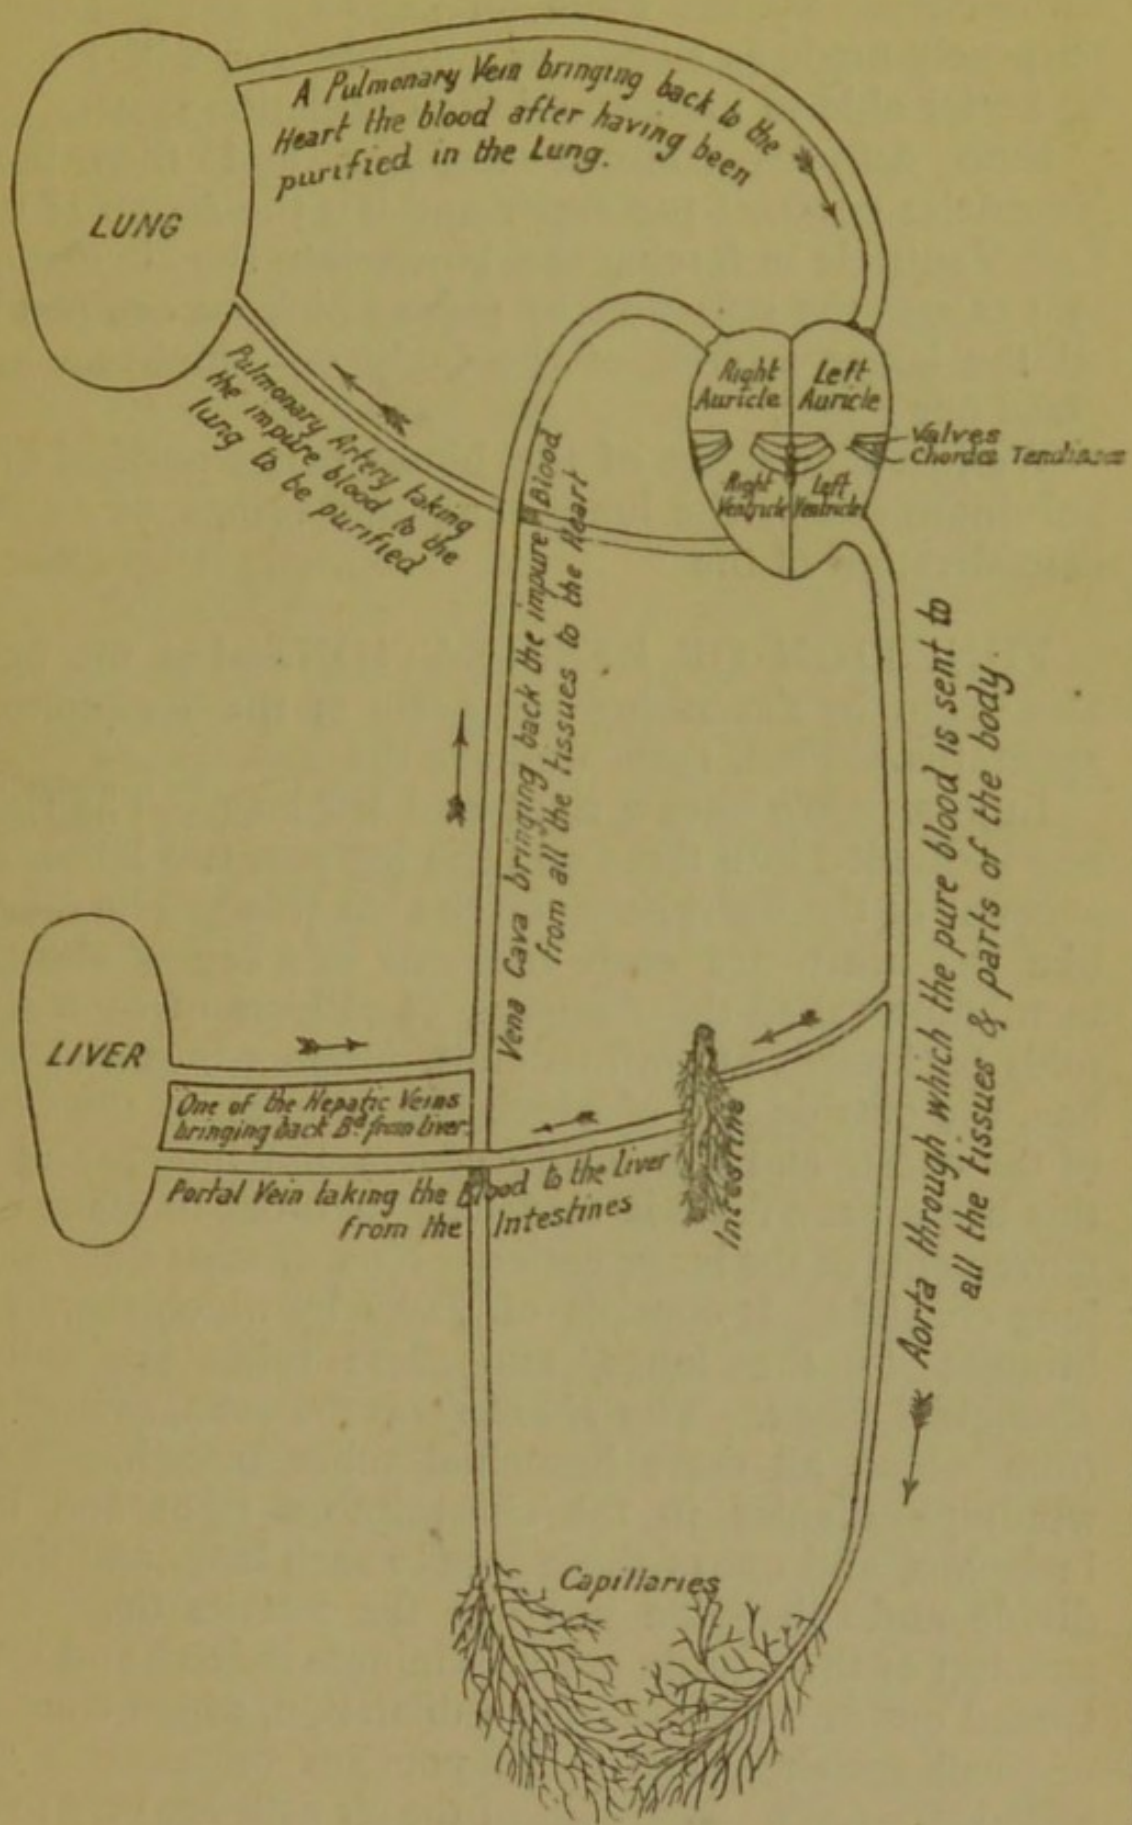 A Pulmonary Vein bringing back to the
Heart the blood after having been
purified in the Lung.
LUNG
Pulmonary Artery taking
the impure blood to the
lung to be purified
Right
Auricle
Left
Auricle
Valves
Chordæ Tendineæ
Right
Ventricle
Left
Ventricle
Vena Cava bringing back the impure Blood
from all the tissues to the Heart
Aorta through which the pure blood is sent to
all the tissues & parts of the body.
LIVER
One of the Hepatic Veins
bringing back Bd from liver.
Portal Vein taking the Blood to the liver
from the Intestines
Intestine
Capillaries